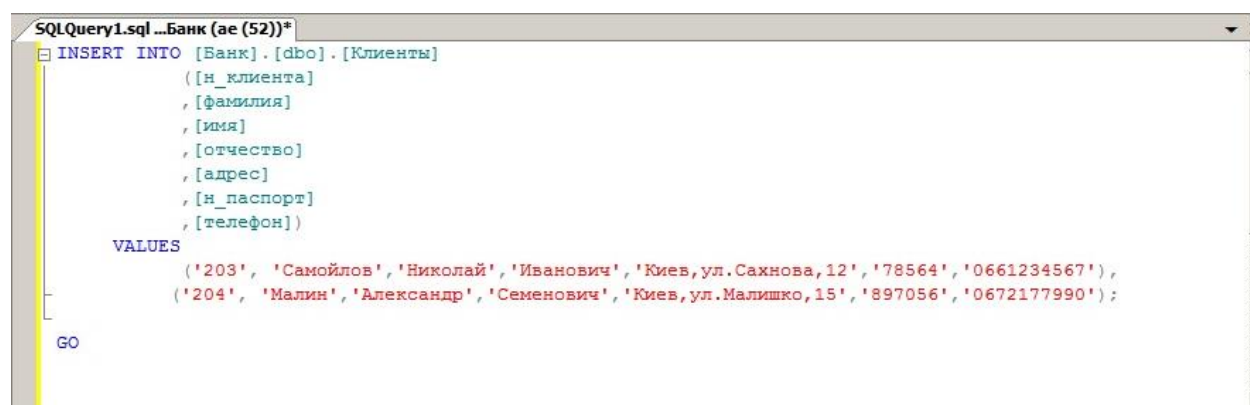 SQLQuery1.sql ...Банк (ae (52))*
INSERT INTO [Банк].[dbo].[Клиенты]
([н_клиента]
,[фамилия]
,[имя]
,[отчество]
,[адрес]
,[н_паспорт]
,[телефон])
VALUES
('203', 'Самойлов','Николай','Иванович','Киев,ул.Сахнова,12','78564','0661234567'),
('204', 'Малин','Александр','Семенович','Киев,ул.Малишко,15','897056','0672177990');
GO